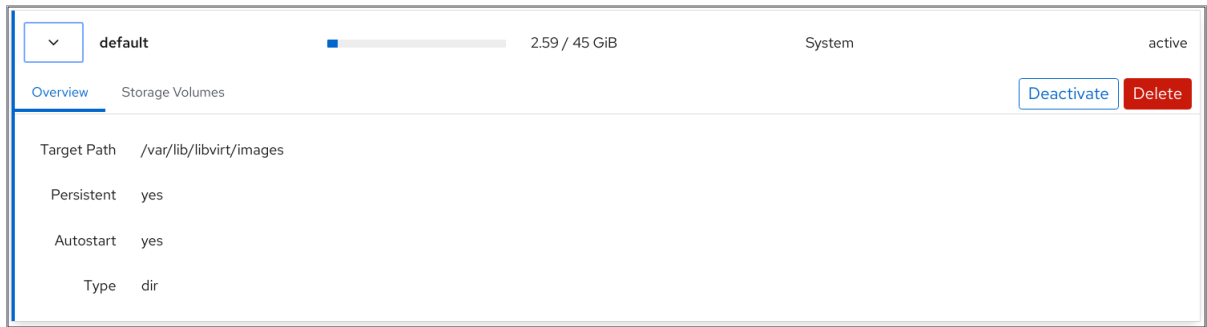 default 2.59 / 45 GiB System active
Overview Storage Volumes Deactivate Delete
Target Path /var/lib/libvirt/images
Persistent yes
Autostart yes
Type dir